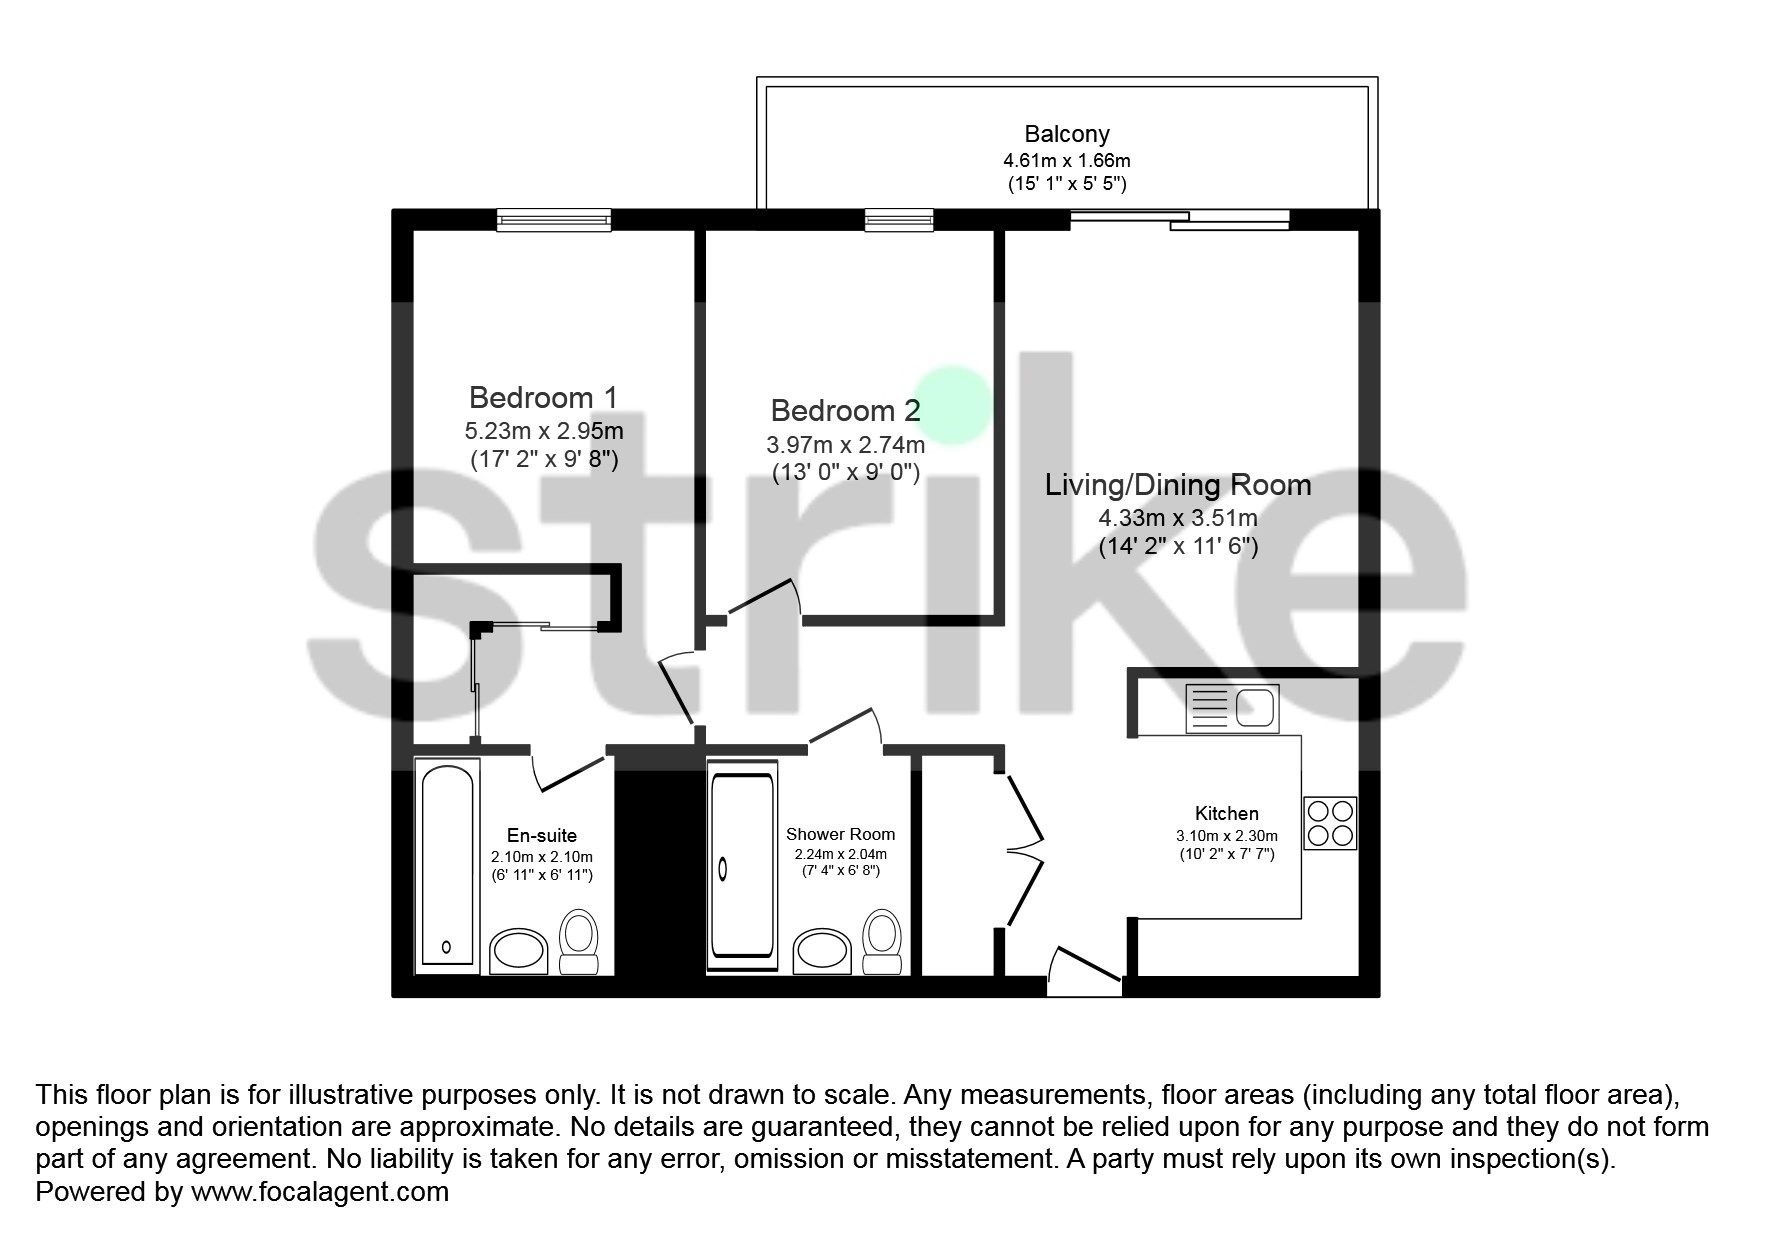 Balcony
4.61m x 1.66m
(15' 1" x 5' 5")
Bedroom 1
5.23m x 2.95m
(17' 2" x 9' 8")
Bedroom 2
3.97m x 2.74m
(13' 0" x 9' 0")
Living/Dining Room
4.33m x 3.51m
(14' 2" x 11' 6")
strike
Kitchen
3.10m x 2.30m
(10' 2" x 7' 7")
En-suite
2.10m x 2.10m
(6' 11" x 6' 11")
Shower Room
2.24m x 2.04m
(7' 4" x 6' 8")
This floor plan is for illustrative purposes only. It is not drawn to scale. Any measurements, floor areas (including any total floor area),
openings and orientation are approximate. No details are guaranteed, they cannot be relied upon for any purpose and they do not form
part of any agreement. No liability is taken for any error, omission or misstatement. A party must rely upon its own inspection(s).
Powered by www.focalagent.com